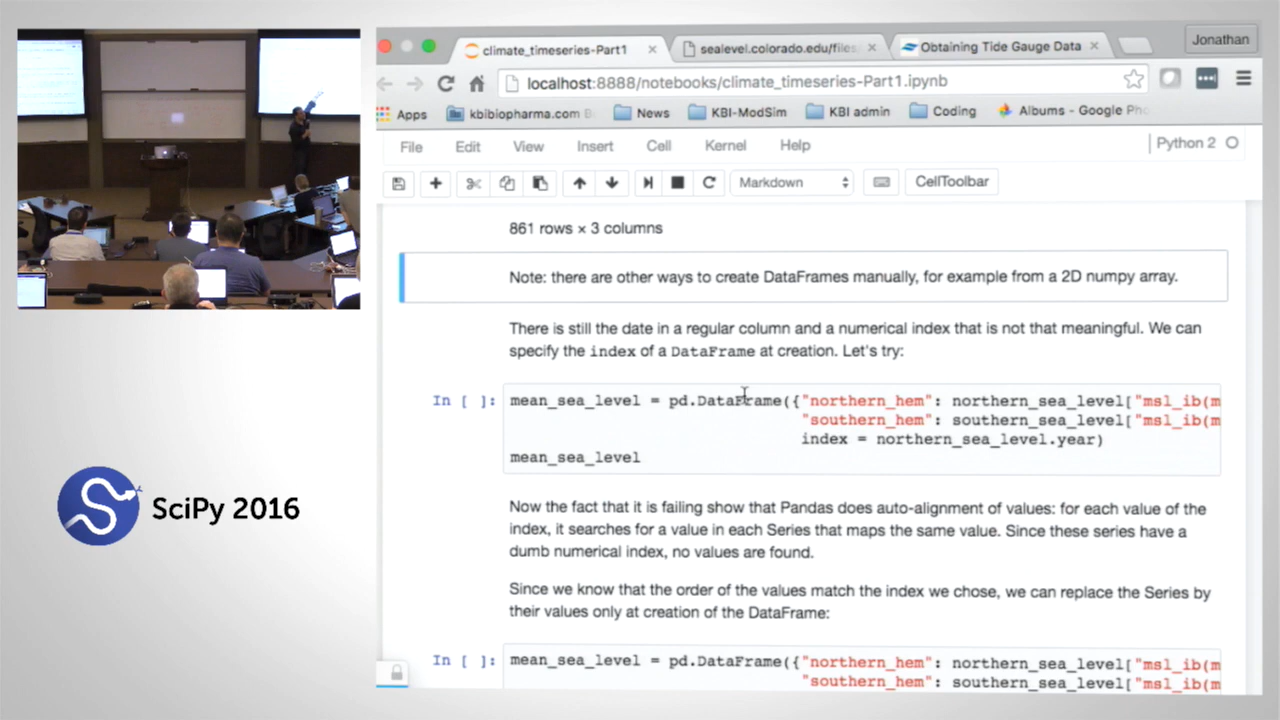 climate_timeseries-Part1
sealevel.colorado.edu/files
Obtaining Tide Gauge Data
Jonathan
localhost:8888/notebooks/climate_timeseries-Part1.ipynb
Apps
kbibiopharma.com
News
KBI-ModSim
KBI admin
Coding
Albums - Google Pho
File Edit View Insert Cell Kernel Help
Python 2
Markdown
CellToolbar
861 rows × 3 columns
Note: there are other ways to create DataFrames manually, for example from a 2D numpy array.
There is still the date in a regular column and a numerical index that is not that meaningful. We can
specify the index of a DataFrame at creation. Let's try:
In [ ]: mean_sea_level = pd.DataFrame({"northern_hem": northern_sea_level["msl_ib(m
"southern_hem": southern_sea_level["msl_ib(m
index = northern_sea_level.year)
mean_sea_level
Now the fact that it is failing show that Pandas does auto-alignment of values: for each value of the
index, it searches for a value in each Series that maps the same value. Since these series have a
dumb numerical index, no values are found.
Since we know that the order of the values match the index we chose, we can replace the Series by
their values only at creation of the DataFrame:
In [ ]: mean_sea_level = pd.DataFrame({"northern_hem": northern_sea_level["msl_ib(m
"southern_hem": southern_sea_level["msl_ib(m
SciPy 2016